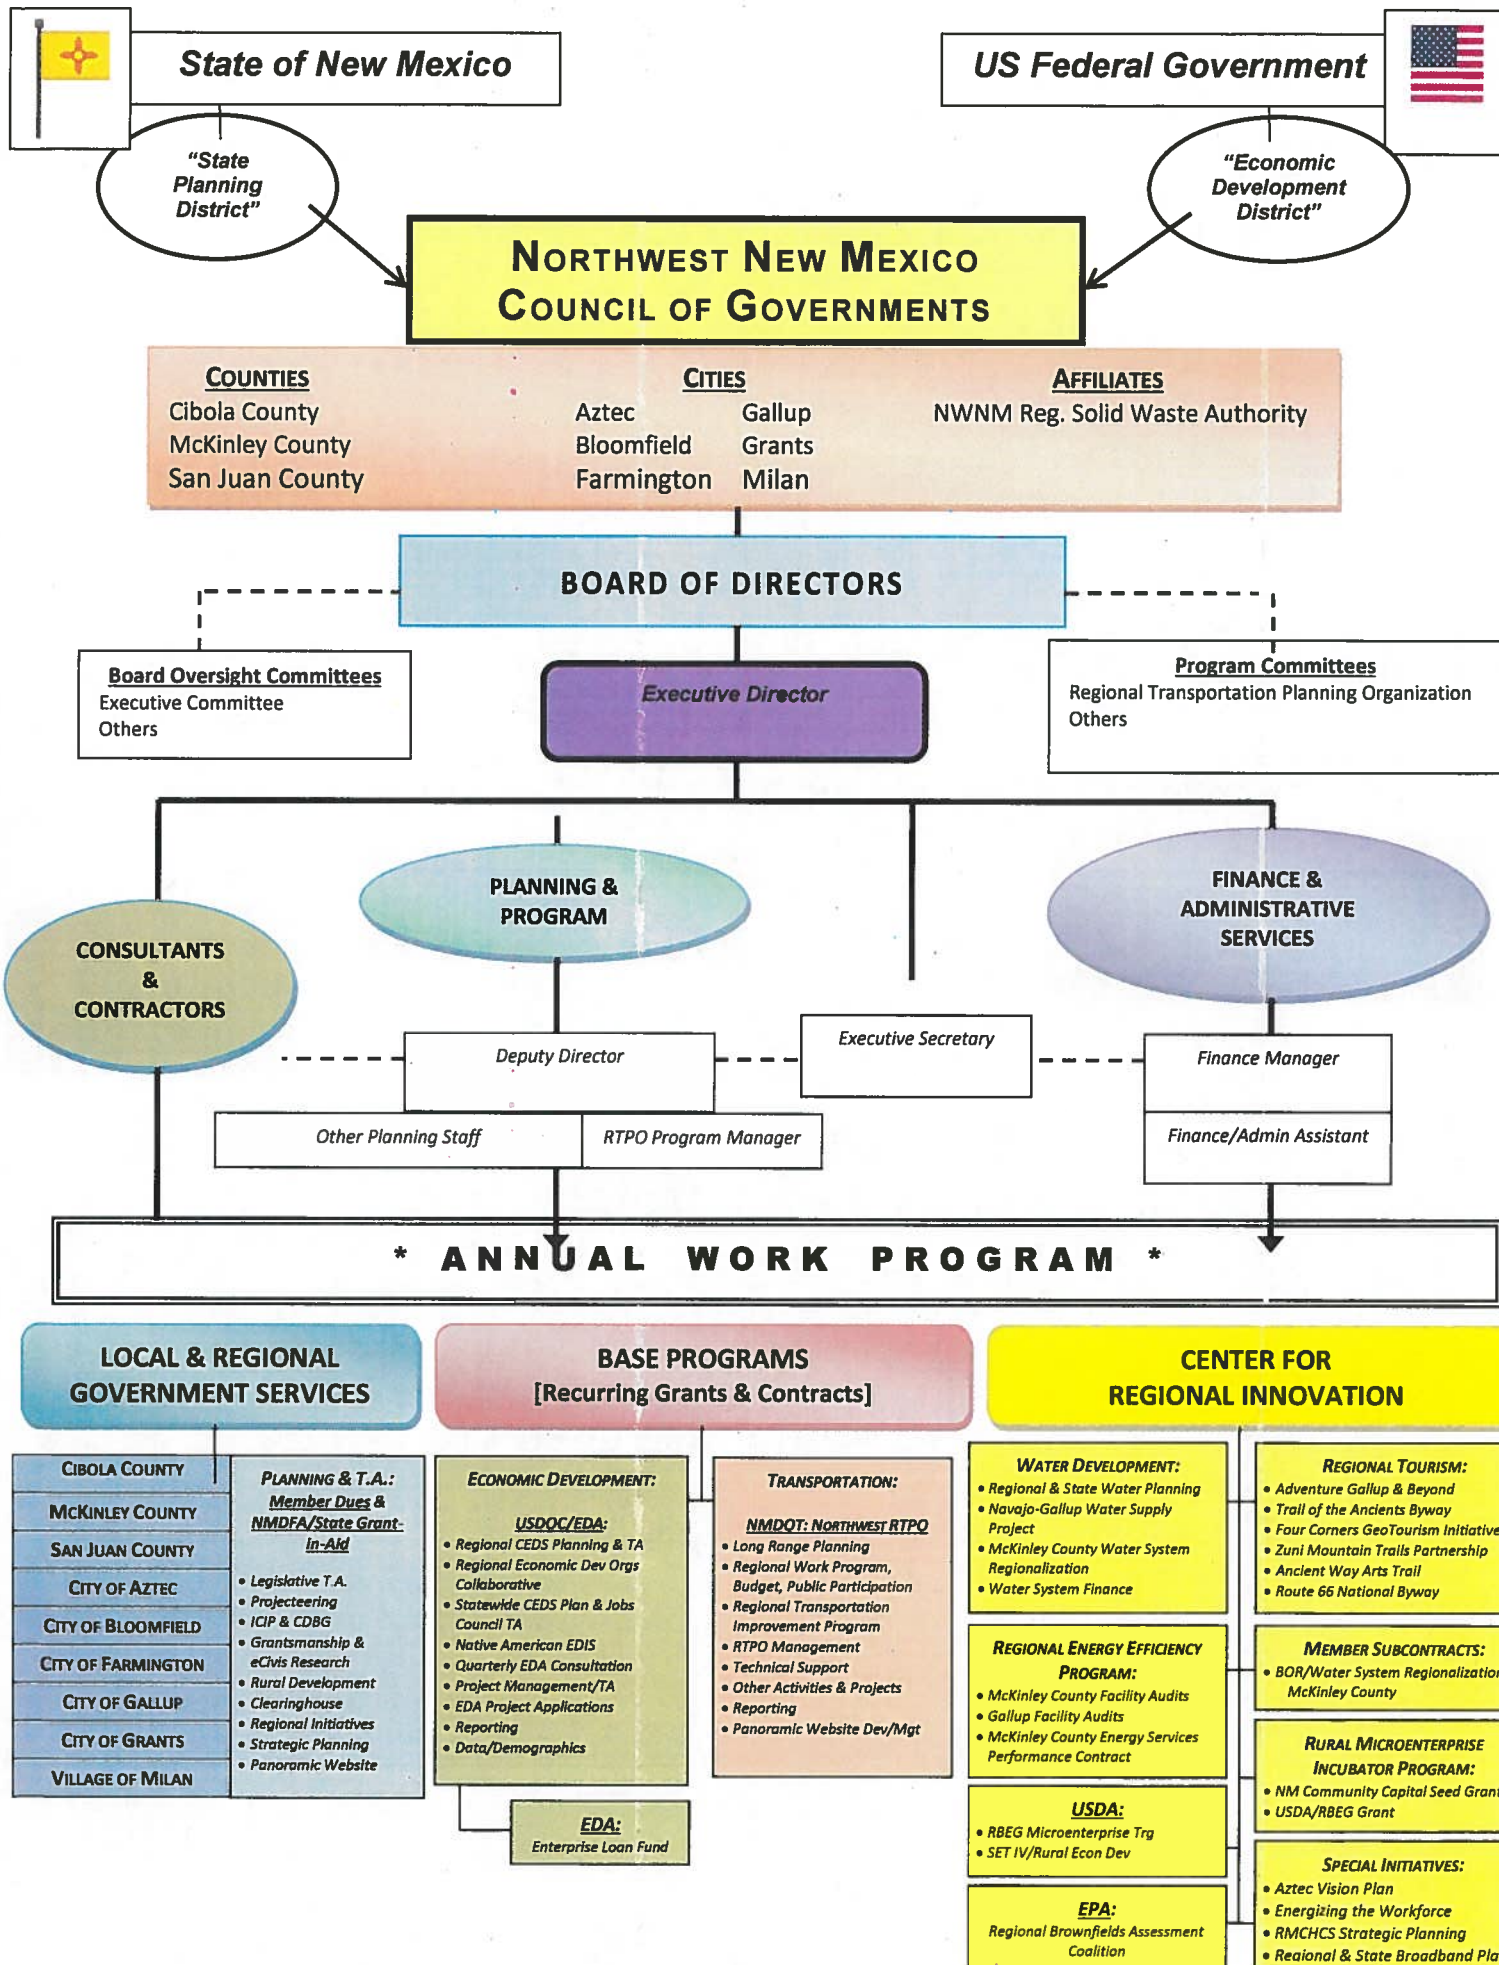 State of New Mexico
US Federal Government
"State
Planning
District"
"Economic
Development
District"
NORTHWEST NEW MEXICO
COUNCIL OF GOVERNMENTS
COUNTIES
Cibola County
McKinley County
San Juan County
CITIES
Aztec Gallup
Bloomfield Grants
Farmington Milan
AFFILIATES
NWNM Reg. Solid Waste Authority
BOARD OF DIRECTORS
Board Oversight Committees
Executive Committee
Others
Executive Director
Program Committees
Regional Transportation Planning Organization
Others
CONSULTANTS
&
CONTRACTORS
PLANNING &
PROGRAM
FINANCE &
ADMINISTRATIVE
SERVICES
Deputy Director
Executive Secretary
Finance Manager
Other Planning Staff
RTPO Program Manager
Finance/Admin Assistant
* ANNUAL WORK PROGRAM *
LOCAL & REGIONAL
GOVERNMENT SERVICES
CIBOLA COUNTY
MCKINLEY COUNTY
SAN JUAN COUNTY
CITY OF AZTEC
CITY OF BLOOMFIELD
CITY OF FARMINGTON
CITY OF GALLUP
CITY OF GRANTS
VILLAGE OF MILAN
PLANNING & T.A.:
Member Dues &
NMDFA/State Grant-
in-Aid
• Legislative T.A.
• Projecteering
• ICIP & CDBG
• Grantsmanship &
eCivis Research
• Rural Development
• Clearinghouse
• Regional Initiatives
• Strategic Planning
• Panoramic Website
BASE PROGRAMS
[Recurring Grants & Contracts]
ECONOMIC DEVELOPMENT:
USDOC/EDA:
• Regional CEDS Planning & TA
• Regional Economic Dev Orgs
Collaborative
• Statewide CEDS Plan & Jobs
Council TA
• Native American EDIS
• Quarterly EDA Consultation
• Project Management/TA
• EDA Project Applications
• Reporting
• Data/Demographics
EDA:
Enterprise Loan Fund
TRANSPORTATION:
NMDOT: NORTHWEST RTPO
• Long Range Planning
• Regional Work Program,
Budget, Public Participation
• Regional Transportation
Improvement Program
• RTPO Management
• Technical Support
• Other Activities & Projects
• Reporting
• Panoramic Website Dev/Mgt
CENTER FOR
REGIONAL INNOVATION
WATER DEVELOPMENT:
• Regional & State Water Planning
• Navajo-Gallup Water Supply
Project
• McKinley County Water System
Regionalization
• Water System Finance
REGIONAL ENERGY EFFICIENCY
PROGRAM:
• McKinley County Facility Audits
• Gallup Facility Audits
• McKinley County Energy Services
Performance Contract
USDA:
• RBEG Microenterprise Trg
• SET IV/Rural Econ Dev
EPA:
Regional Brownfields Assessment
Coalition
REGIONAL TOURISM:
• Adventure Gallup & Beyond
• Trail of the Ancients Byway
• Four Corners GeoTourism Initiative
• Zuni Mountain Trails Partnership
• Ancient Way Arts Trail
• Route 66 National Byway
MEMBER SUBCONTRACTS:
• BOR/Water System Regionalization
McKinley County
RURAL MICROENTERPRISE
INCUBATOR PROGRAM:
• NM Community Capital Seed Grant
• USDA/RBEG Grant
SPECIAL INITIATIVES:
• Aztec Vision Plan
• Energizing the Workforce
• RMCHCS Strategic Planning
• Regional & State Broadband Pla